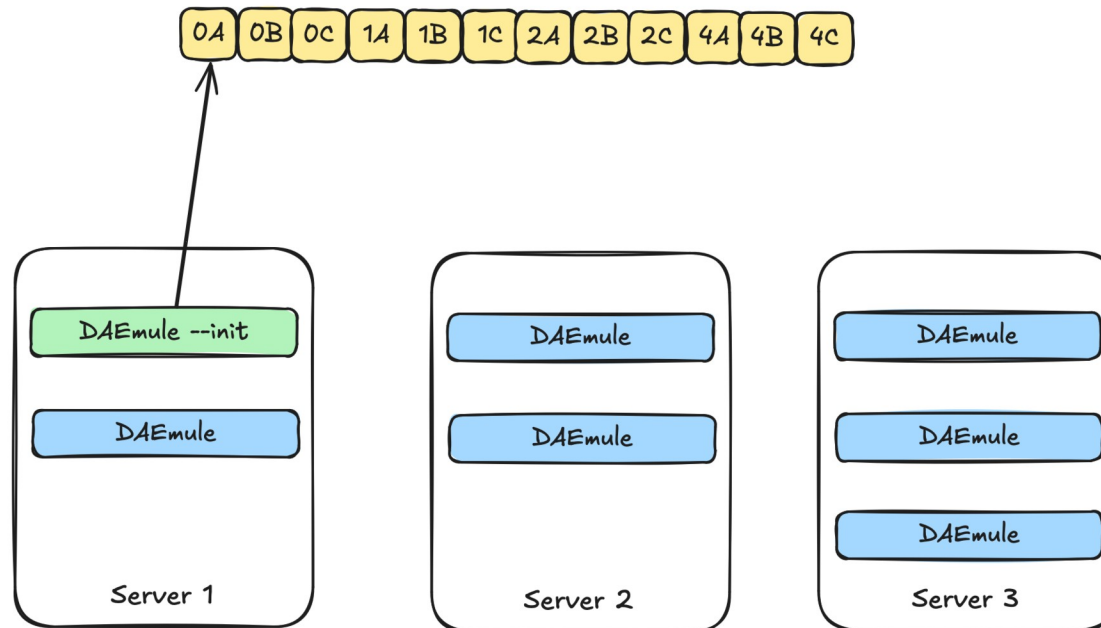 0A 0B 0C 1A 1B 1C 2A 2B 2C 4A 4B 4C
DAEmule --init
DAEmule
Server 1
DAEmule
DAEmule
Server 2
DAEmule
DAEmule
DAEmule
Server 3